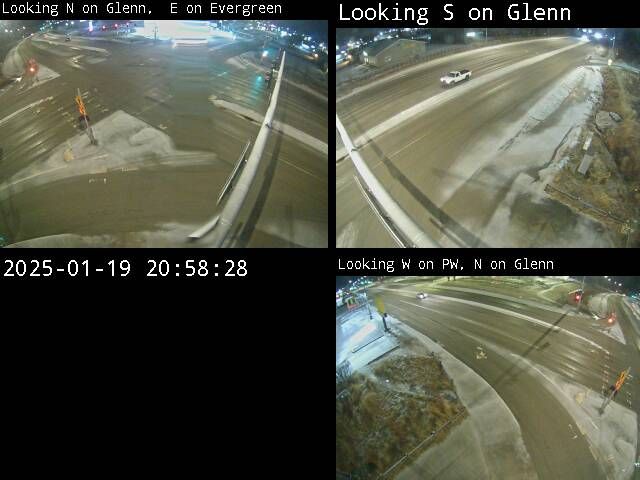 Looking N on Glenn,  E on Evergreen
Looking S on Glenn
2025-01-19 20:58:28
Looking W on PW, N on Glenn